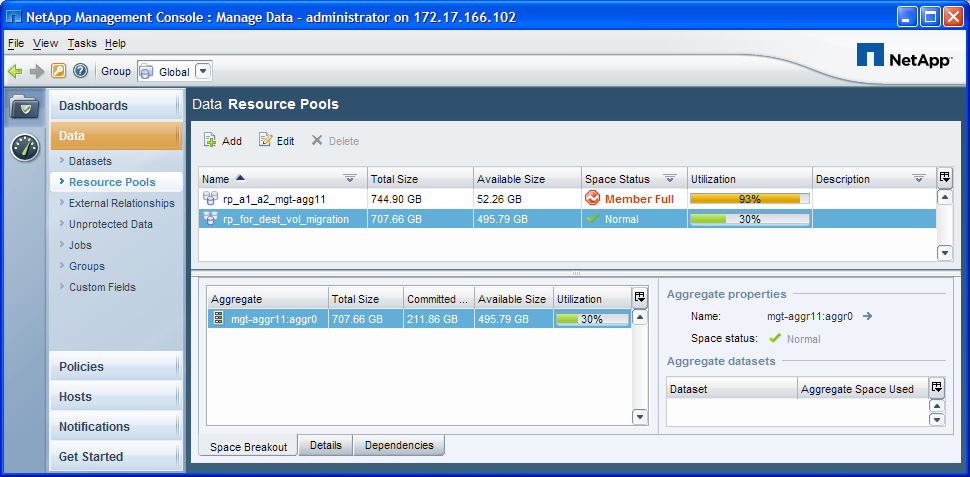 NetApp Management Console : Manage Data - administrator on 172.17.166.102
File View Tasks Help
Group Global
NetApp
Dashboards
Data
Datasets
Resource Pools
External Relationships
Unprotected Data
Jobs
Groups
Custom Fields
Policies
Hosts
Notifications
Get Started
Data Resource Pools
Add Edit Delete
Name Total Size Available Size Space Status Utilization Description
rp_a1_a2_mgt-agg11 744.90 GB 52.26 GB Member Full 93%
rp_for_dest_vol_migration 707.66 GB 495.79 GB Normal 30%
Aggregate Total Size Committed ... Available Size Utilization
mgt-aggr11:aggr0 707.66 GB 211.86 GB 495.79 GB 30%
Space Breakout Details Dependencies
Aggregate properties
Name: mgt-aggr11:aggr0
Space status: Normal
Aggregate datasets
Dataset Aggregate Space Used